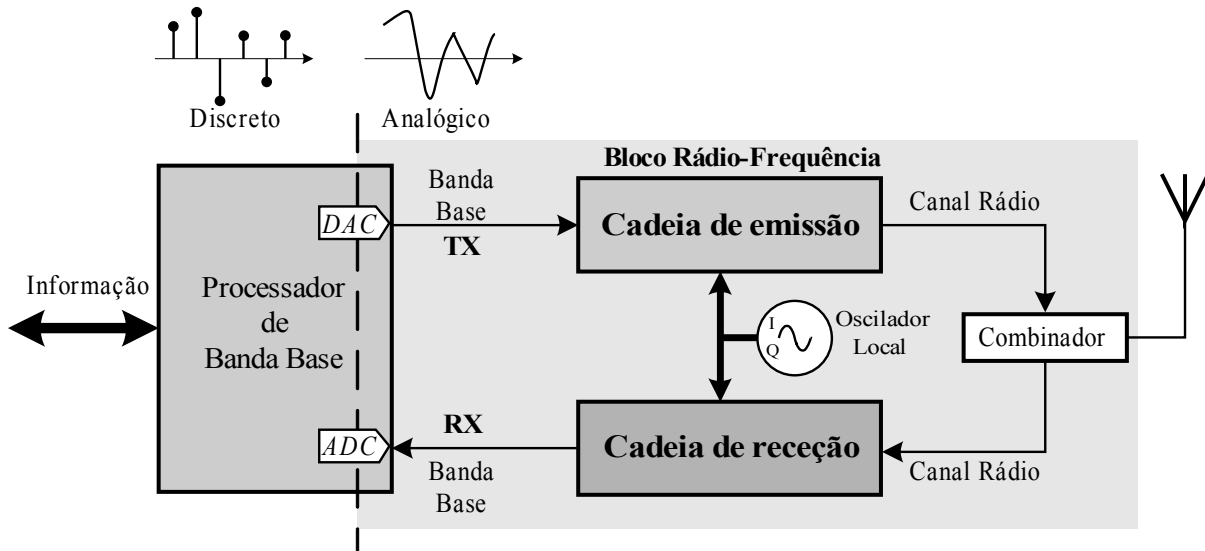 Discreto
Analógico
Bloco Rádio-Frequência
Banda
Base
TX
DAC
Cadeia de emissão
Canal Rádio
Informação
Processador
de
Banda Base
I
Q
Oscilador
Local
Combinador
RX
ADC
Cadeia de receção
Banda
Base
Canal Rádio